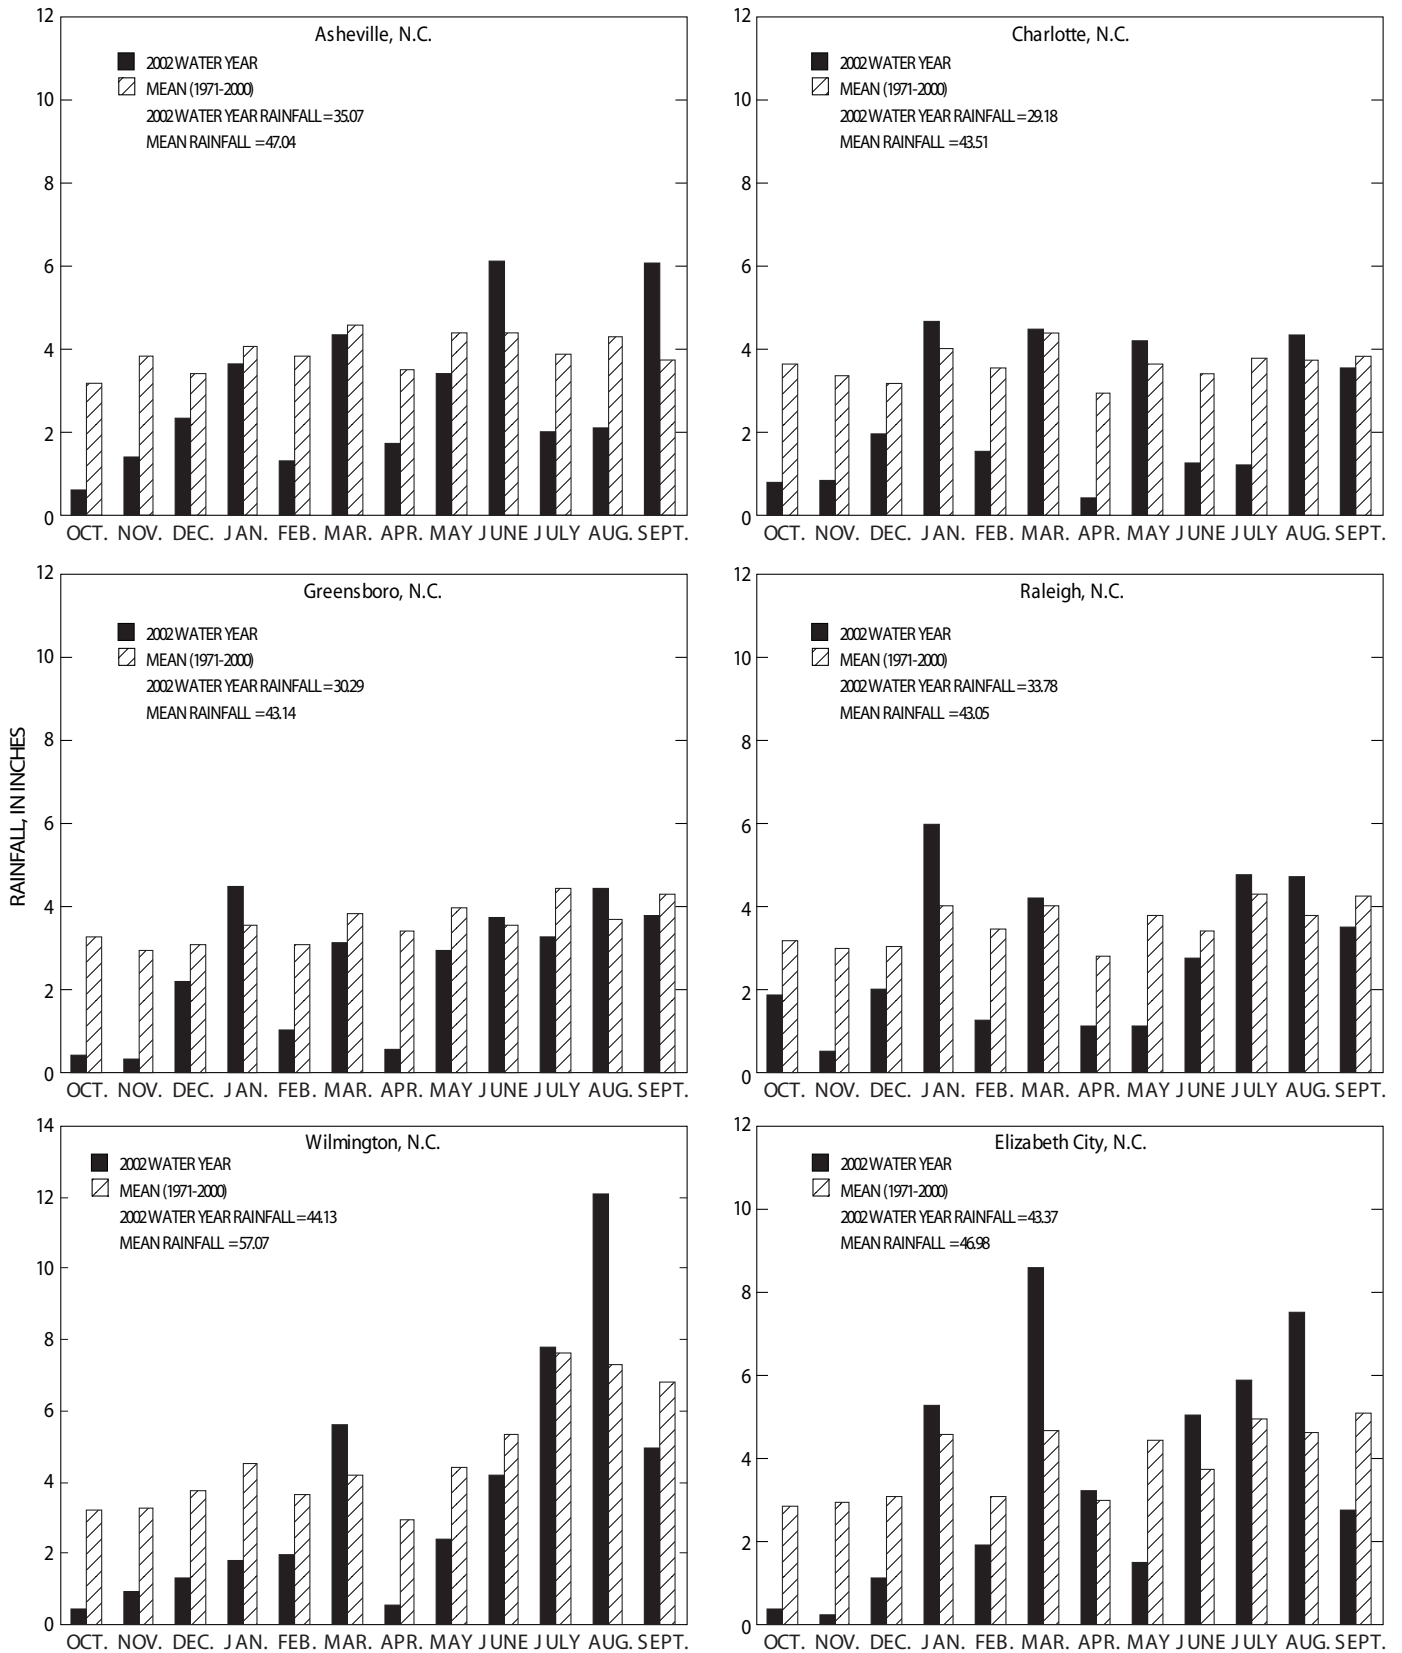 Asheville, N.C.
2002 WATER YEAR
MEAN (1971-2000)
2002 WATER YEAR RAINFALL = 35.07
MEAN RAINFALL = 47.04
12
10
8
6
4
2
0
OCT. NOV. DEC. JAN. FEB. MAR. APR. MAY JUNE JULY AUG. SEPT.
Charlotte, N.C.
2002 WATER YEAR
MEAN (1971-2000)
2002 WATER YEAR RAINFALL = 29.18
MEAN RAINFALL = 43.51
12
10
8
6
4
2
0
OCT. NOV. DEC. JAN. FEB. MAR. APR. MAY JUNE JULY AUG. SEPT.
RAINFALL, IN INCHES
Greensboro, N.C.
2002 WATER YEAR
MEAN (1971-2000)
2002 WATER YEAR RAINFALL = 30.29
MEAN RAINFALL = 43.14
12
10
8
6
4
2
0
OCT. NOV. DEC. JAN. FEB. MAR. APR. MAY JUNE JULY AUG. SEPT.
Raleigh, N.C.
2002 WATER YEAR
MEAN (1971-2000)
2002 WATER YEAR RAINFALL = 33.78
MEAN RAINFALL = 43.05
12
10
8
6
4
2
0
OCT. NOV. DEC. JAN. FEB. MAR. APR. MAY JUNE JULY AUG. SEPT.
Wilmington, N.C.
2002 WATER YEAR
MEAN (1971-2000)
2002 WATER YEAR RAINFALL = 44.13
MEAN RAINFALL = 57.07
14
12
10
8
6
4
2
0
OCT. NOV. DEC. JAN. FEB. MAR. APR. MAY JUNE JULY AUG. SEPT.
Elizabeth City, N.C.
2002 WATER YEAR
MEAN (1971-2000)
2002 WATER YEAR RAINFALL = 43.37
MEAN RAINFALL = 46.98
12
10
8
6
4
2
0
OCT. NOV. DEC. JAN. FEB. MAR. APR. MAY JUNE JULY AUG. SEPT.